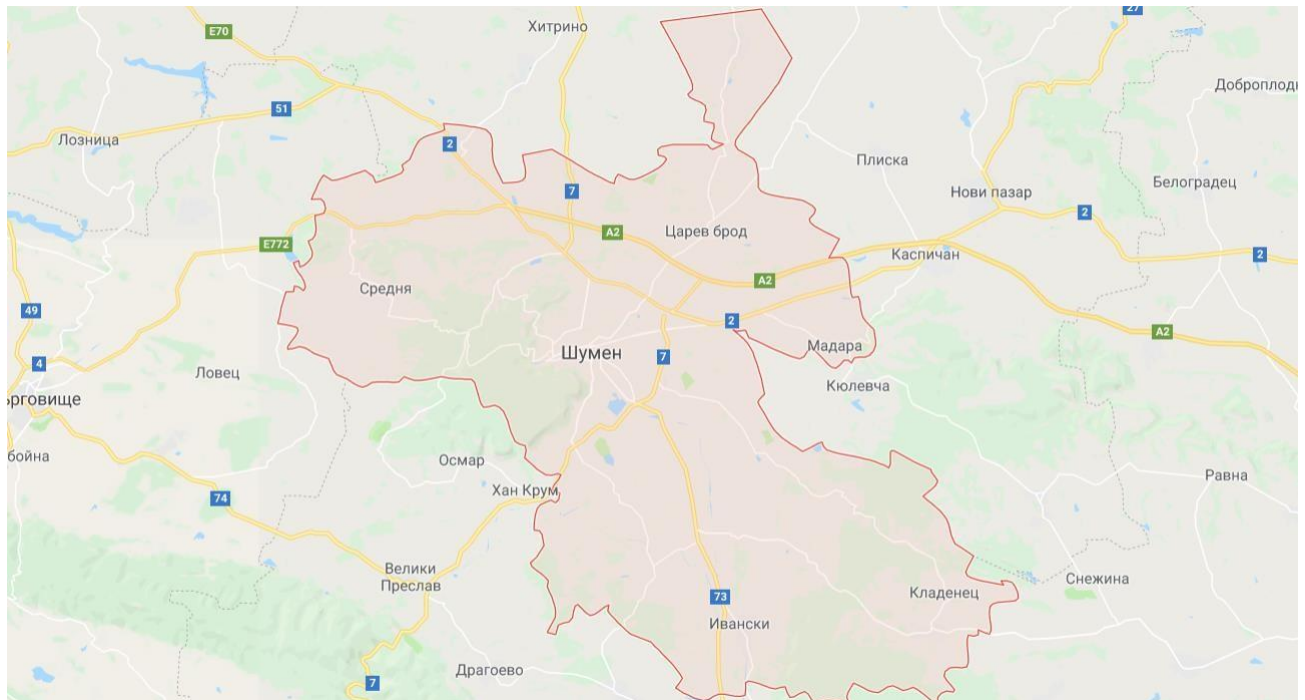 27
E70
2
Хитрино
Доброплодн
51
Лозница
2
Плиска
Белоградец
7
Нови пазар
2
A2
Царев брод
E772
Каспичан
2
A2
Средня
49
2
A2
Мадара
Шумен
7
4
Ловец
Кюлевча
ърговище
бойна
Осмар
Равна
Хан Крум
74
Велики
Преслав
Снежина
73
Кладенец
Ивански
Драгоево
7